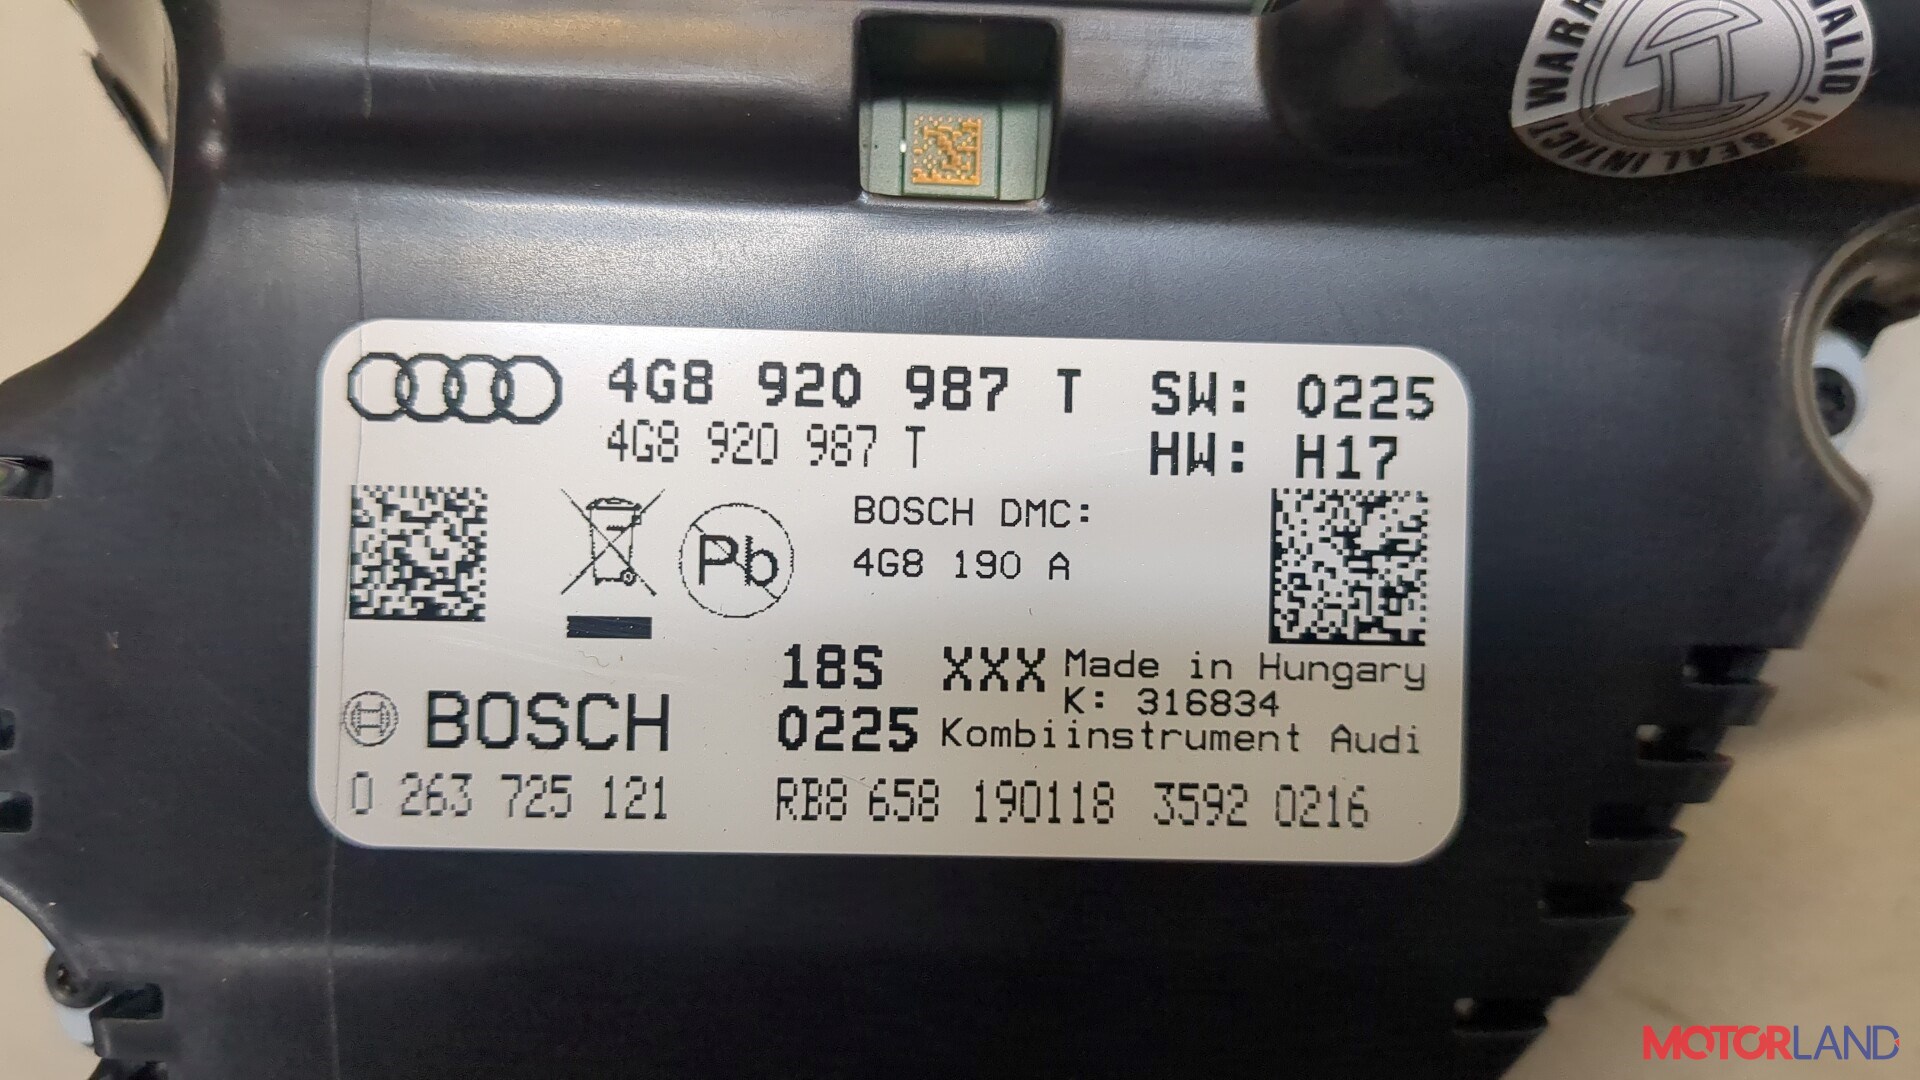 WARR ALID, IF SEAL INTACT
4G8 920 987 T SW: 0225
4G8 920 987 T HW: H17
BOSCH DMC:
4G8 190 A
Pb
18S XXX Made in Hungary
K: 316834
BOSCH 0225 Kombiinstrument Audi
0 263 725 121 RB8 658 190118 3592 0216
MOTORLAND